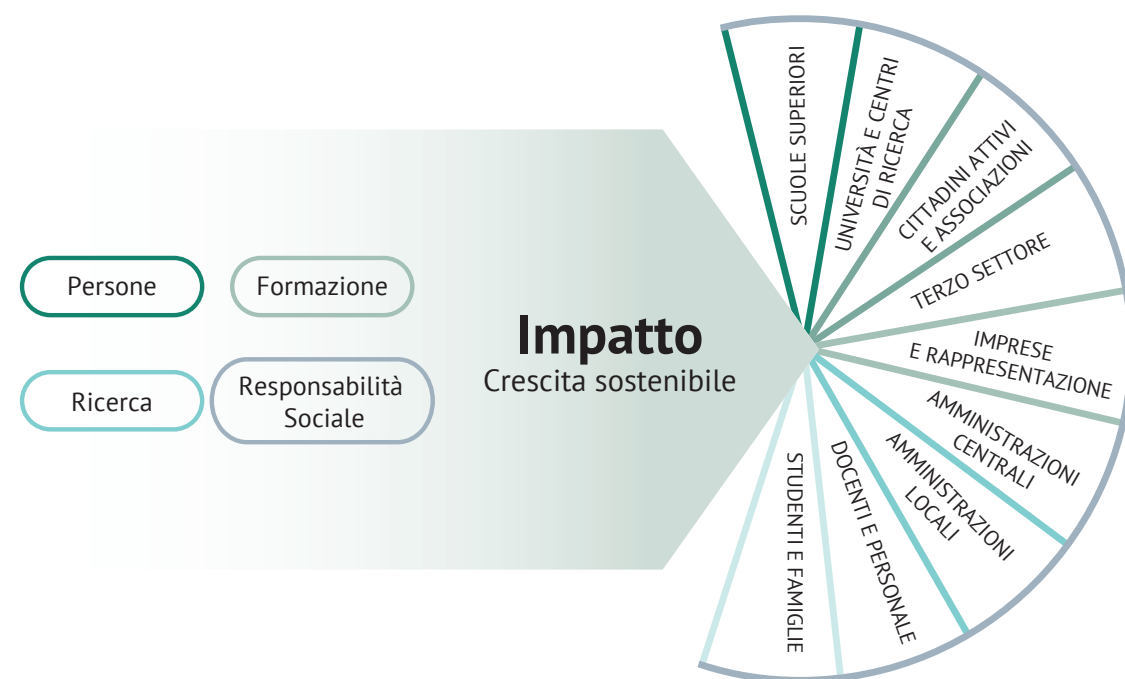 Persone
Formazione
Ricerca
Responsabilità
Sociale
Impatto
Crescita sostenibile
SCUOLE SUPERIORI
UNIVERSITÀ E CENTRI
DI RICERCA
CITTADINI ATTIVI
E ASSOCIAZIONI
TERZO SETTORE
IMPRESE
E RAPPRESENTAZIONE
AMMINISTRAZIONI
CENTRALI
AMMINISTRAZIONI
LOCALI
DOCENTI E PERSONALE
STUDENTI E FAMIGLIE